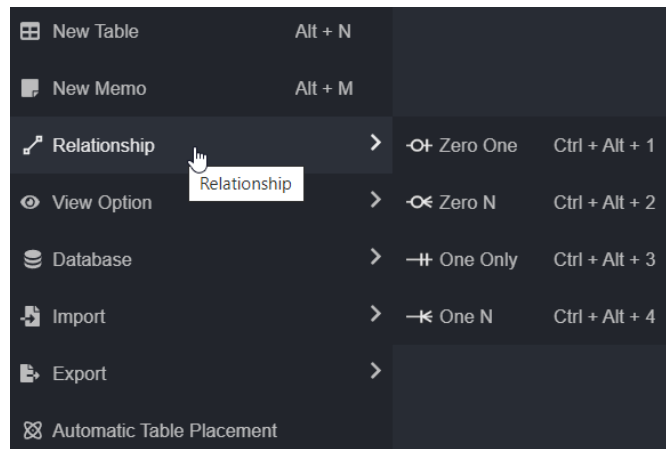 New Table Alt + N
New Memo Alt + M
Relationship
Zero One Ctrl + Alt + 1
Relationship
View Option
Zero N Ctrl + Alt + 2
Database
One Only Ctrl + Alt + 3
Import
One N Ctrl + Alt + 4
Export
Automatic Table Placement